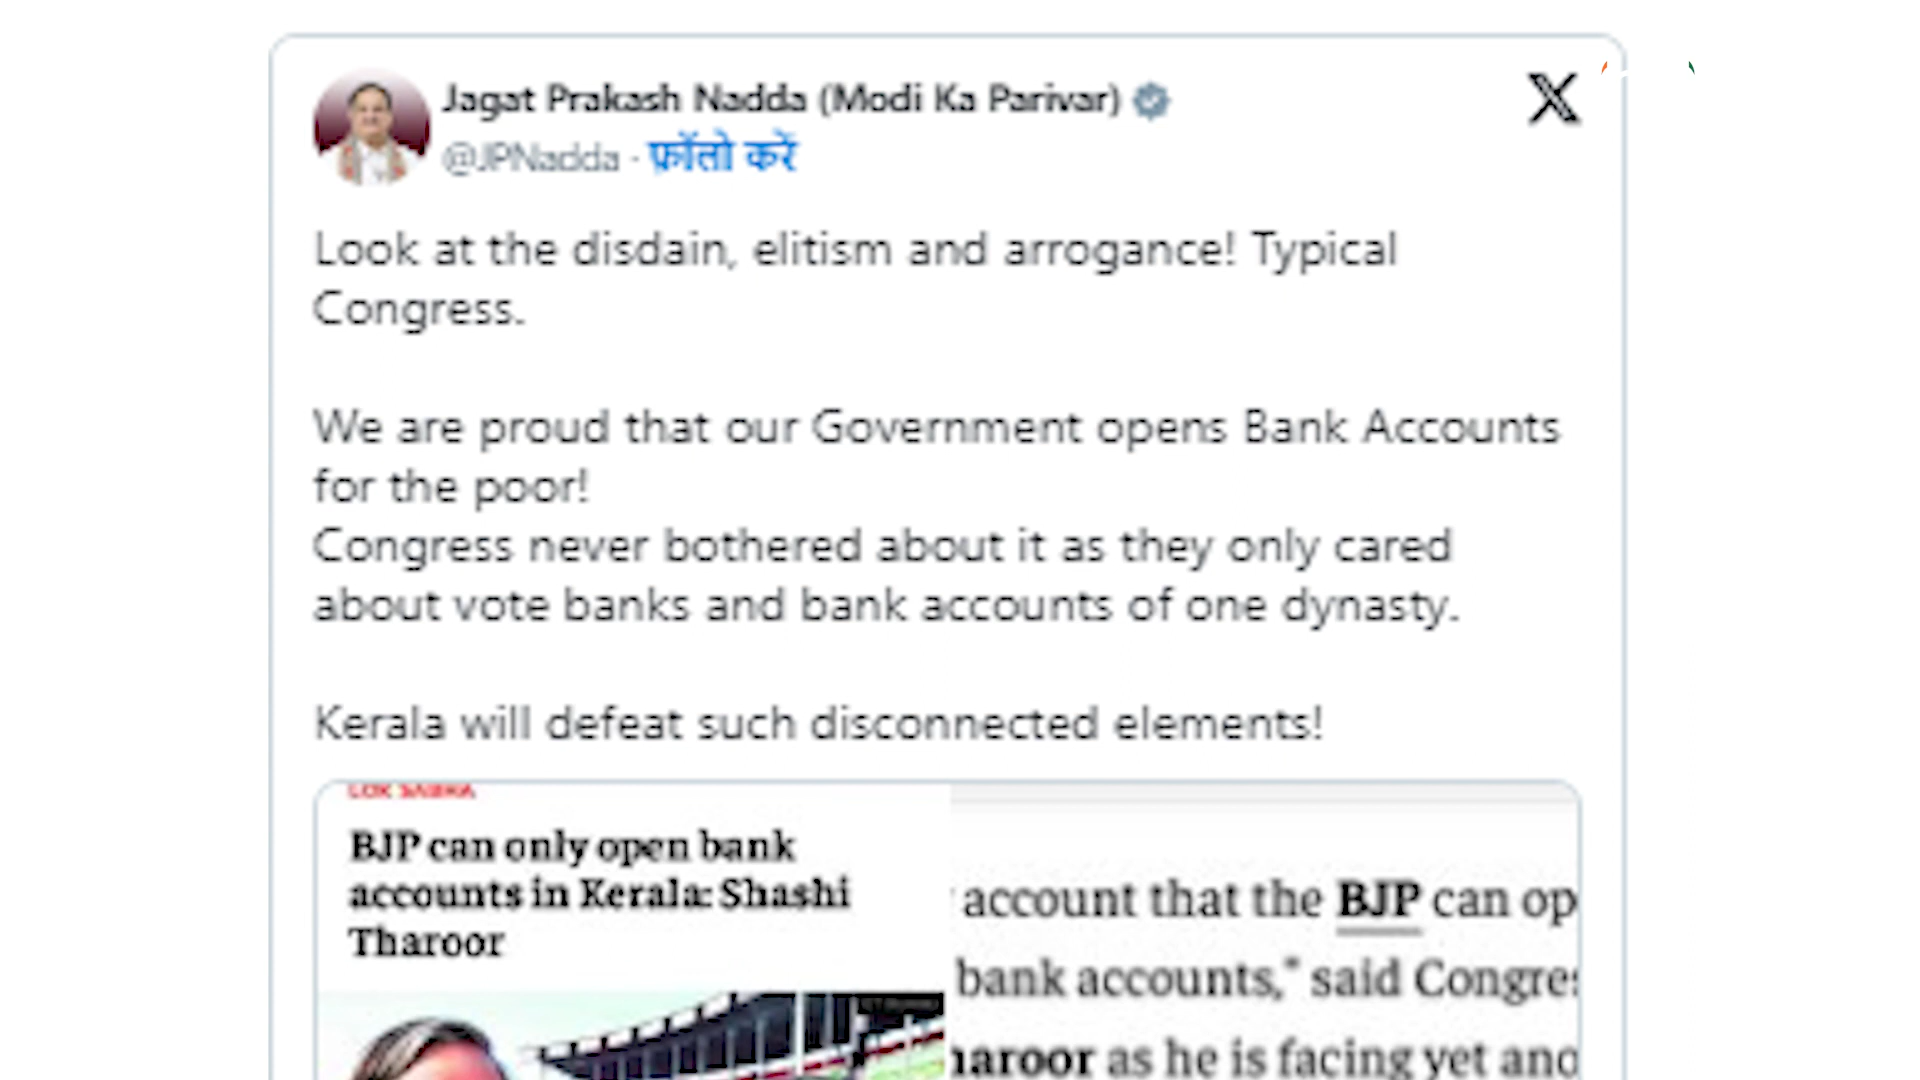 Jagat Prakash Nadda (Modi Ka Parivar)
@JPNadda · फ़ॉलो करें
Look at the disdain, elitism and arrogance! Typical
Congress.
We are proud that our Government opens Bank Accounts
for the poor!
Congress never bothered about it as they only cared
about vote banks and bank accounts of one dynasty.
Kerala will defeat such disconnected elements!
LOK SABHA
BJP can only open bank
accounts in Kerala: Shashi
Tharoor
account that the BJP can op
bank accounts," said Congres
haroor as he is facing yet ano